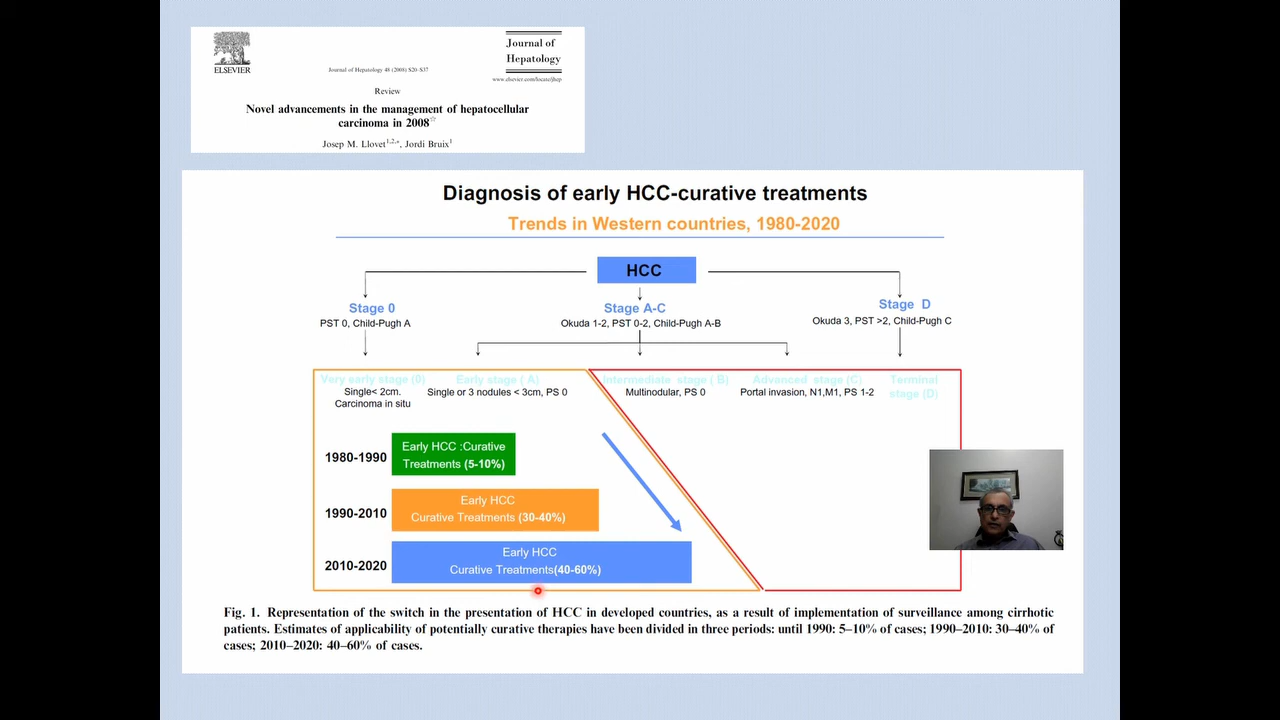 ELSEVIER
Journal of
Hepatology
Journal of Hepatology 48 (2008) S20–S37
www.elsevier.com/locate/jhep
Review
Novel advancements in the management of hepatocellular
carcinoma in 2008☆
Josep M. Llovet1,2,*, Jordi Bruix1
Diagnosis of early HCC-curative treatments
Trends in Western countries, 1980-2020
HCC
Stage 0
PST 0, Child-Pugh A
Stage A-C
Okuda 1-2, PST 0-2, Child-Pugh A-B
Stage D
Okuda 3, PST >2, Child-Pugh C
Very early stage (0)
Single< 2cm.
Carcinoma in situ
Early stage ( A)
Single or 3 nodules < 3cm, PS 0
Intermediate stage ( B)
Multinodular, PS 0
Advanced stage (C)
Portal invasion, N1,M1, PS 1-2
Terminal
stage (D)
1980-1990
Early HCC :Curative
Treatments (5-10%)
1990-2010
Early HCC
Curative Treatments (30-40%)
2010-2020
Early HCC
Curative Treatments(40-60%)
Fig. 1. Representation of the switch in the presentation of HCC in developed countries, as a result of implementation of surveillance among cirrhotic
patients. Estimates of applicability of potentially curative therapies have been divided in three periods: until 1990: 5–10% of cases; 1990–2010: 30–40% of
cases; 2010–2020: 40–60% of cases.